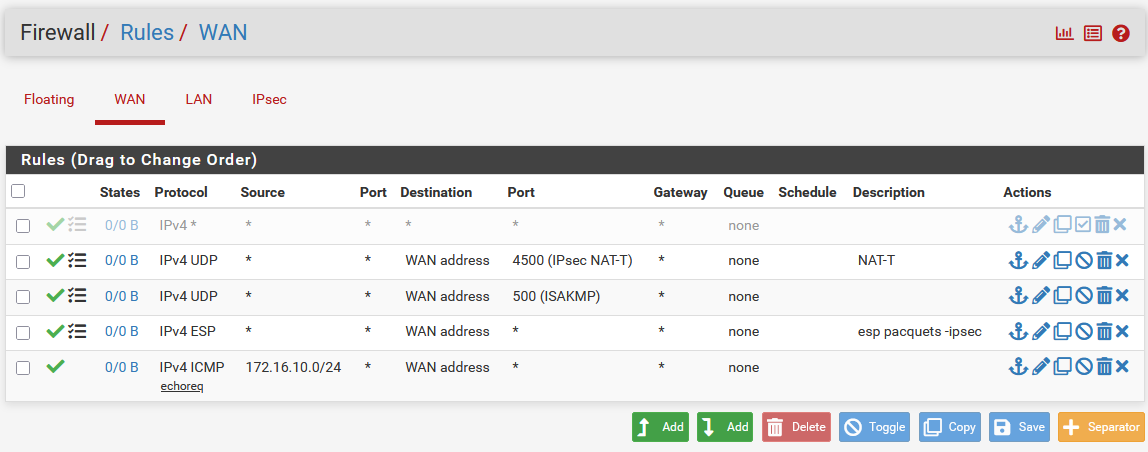 Firewall / Rules / WAN
Floating WAN LAN IPsec
Rules (Drag to Change Order)
States Protocol Source Port Destination Port Gateway Queue Schedule Description Actions
0/0 B IPv4 * * * * * * none
0/0 B IPv4 UDP * * WAN address 4500 (IPsec NAT-T) * none NAT-T
0/0 B IPv4 UDP * * WAN address 500 (ISAKMP) * none
0/0 B IPv4 ESP * * WAN address * * none esp pacquets -ipsec
0/0 B IPv4 ICMP 172.16.10.0/24 * WAN address * * none
echoreq
Add Add Delete Toggle Copy Save Separator